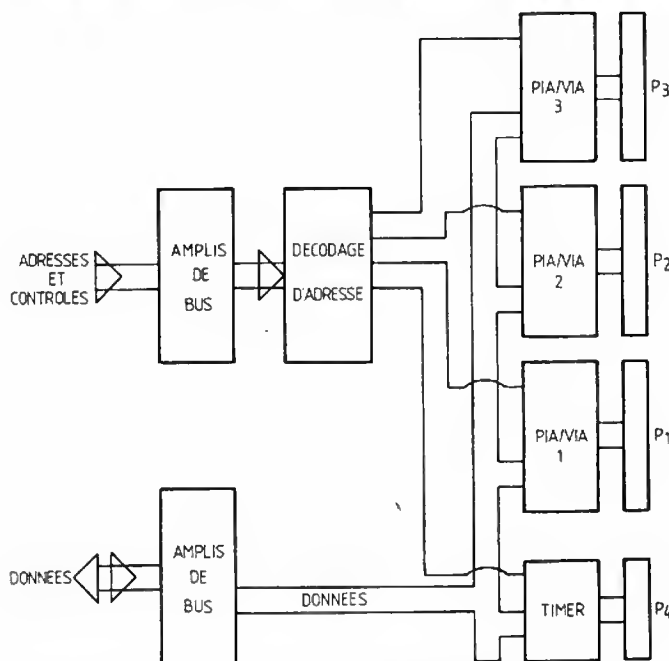 PIA/VIA
3
P3
ADRESSES
ET
CONTROLES
AMPLIS
DE
BUS
DECODAGE
D'ADRESSE
PIA/VIA
2
P2
PIA/VIA
1
P1
DONNEES
AMPLIS
DE
BUS
DONNEES
TIMER
P4